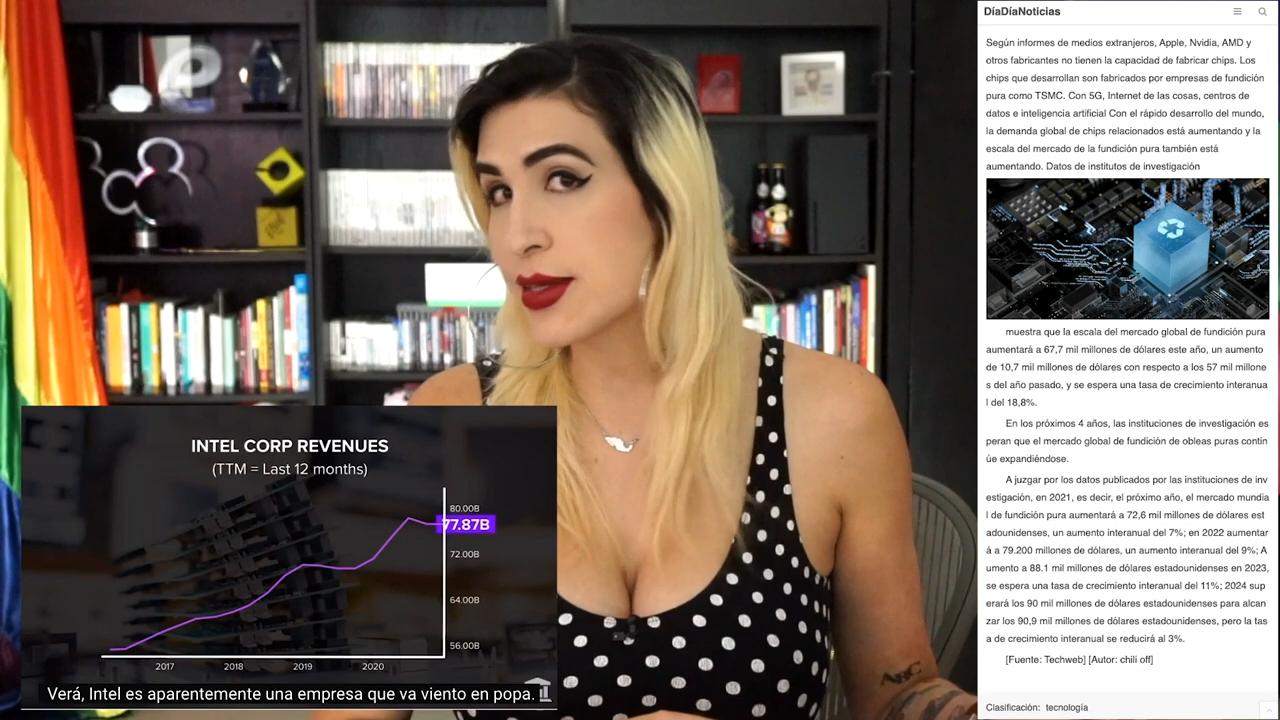 DíaDíaNoticias
Según informes de medios extranjeros, Apple, Nvidia, AMD y
otros fabricantes no tienen la capacidad de fabricar chips. Los
chips que desarrollan son fabricados por empresas de fundición
pura como TSMC. Con 5G, Internet de las cosas, centros de
datos e inteligencia artificial Con el rápido desarrollo del mundo,
la demanda global de chips relacionados está aumentando y la
escala del mercado de la fundición pura también está
aumentando. Datos de institutos de investigación
muestra que la escala del mercado global de fundición pura
aumentará a 67,7 mil millones de dólares este año, un aumento
de 10,7 mil millones de dólares con respecto a los 57 mil millone
s del año pasado, y se espera una tasa de crecimiento interanua
l del 18,8%.
En los próximos 4 años, las instituciones de investigación es
peran que el mercado global de fundición de obleas puras contin
úe expandiéndose.
A juzgar por los datos publicados por las instituciones de inv
estigación, en 2021, es decir, el próximo año, el mercado mundia
l de fundición pura aumentará a 72,6 mil millones de dólares est
adounidenses, un aumento interanual del 7%; en 2022 aumentar
á a 79.200 millones de dólares, un aumento interanual del 9%; A
umento a 88.1 mil millones de dólares estadounidenses en 2023,
se espera una tasa de crecimiento interanual del 11%; 2024 sup
erará los 90 mil millones de dólares estadounidenses para alcan
zar los 90,9 mil millones de dólares estadounidenses, pero la tas
a de crecimiento interanual se reducirá al 3%.
[Fuente: Techweb] [Autor: chili off]
Clasificación: tecnología
INTEL CORP REVENUES
(TTM = Last 12 months)
80.00B
77.87B
72.00B
64.00B
56.00B
2017 2018 2019 2020
Verá, Intel es aparentemente una empresa que va viento en popa.
ABC